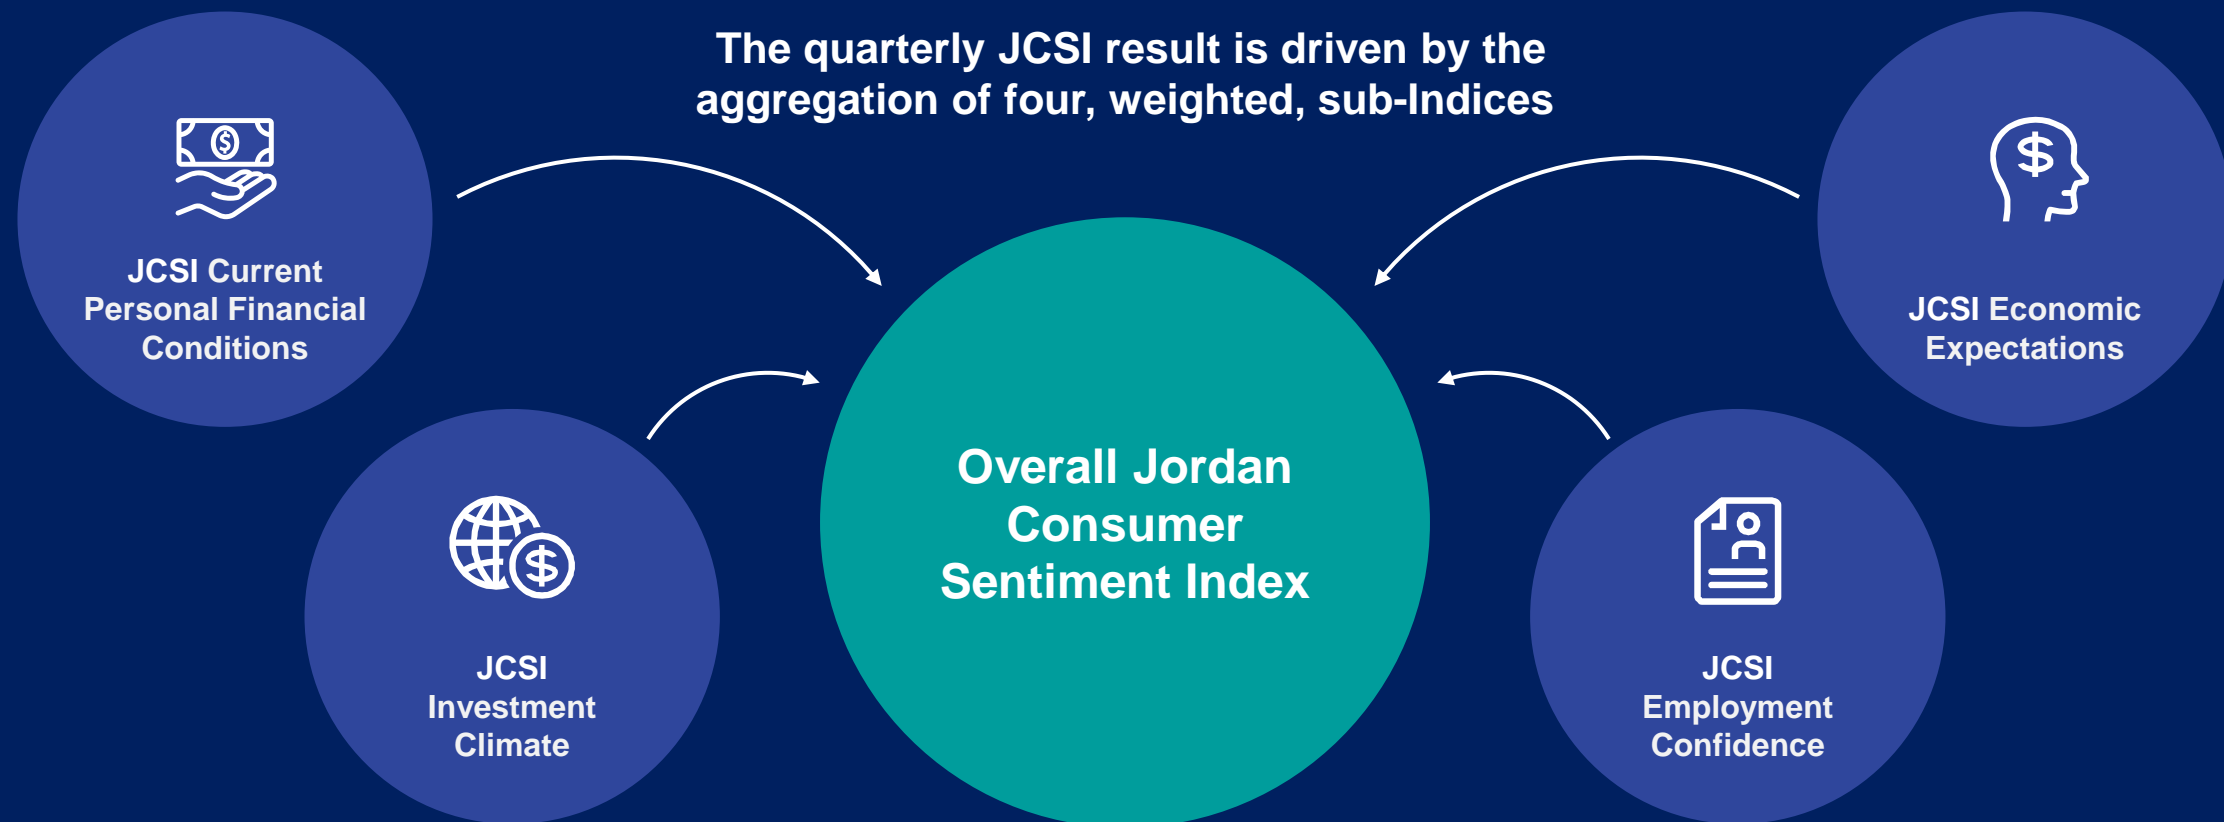 The quarterly JCSI result is driven by the
aggregation of four, weighted, sub-Indices
JCSI Current
Personal Financial
Conditions
JCSI Economic
Expectations
Overall Jordan
Consumer
Sentiment Index
JCSI
Investment
Climate
JCSI
Employment
Confidence